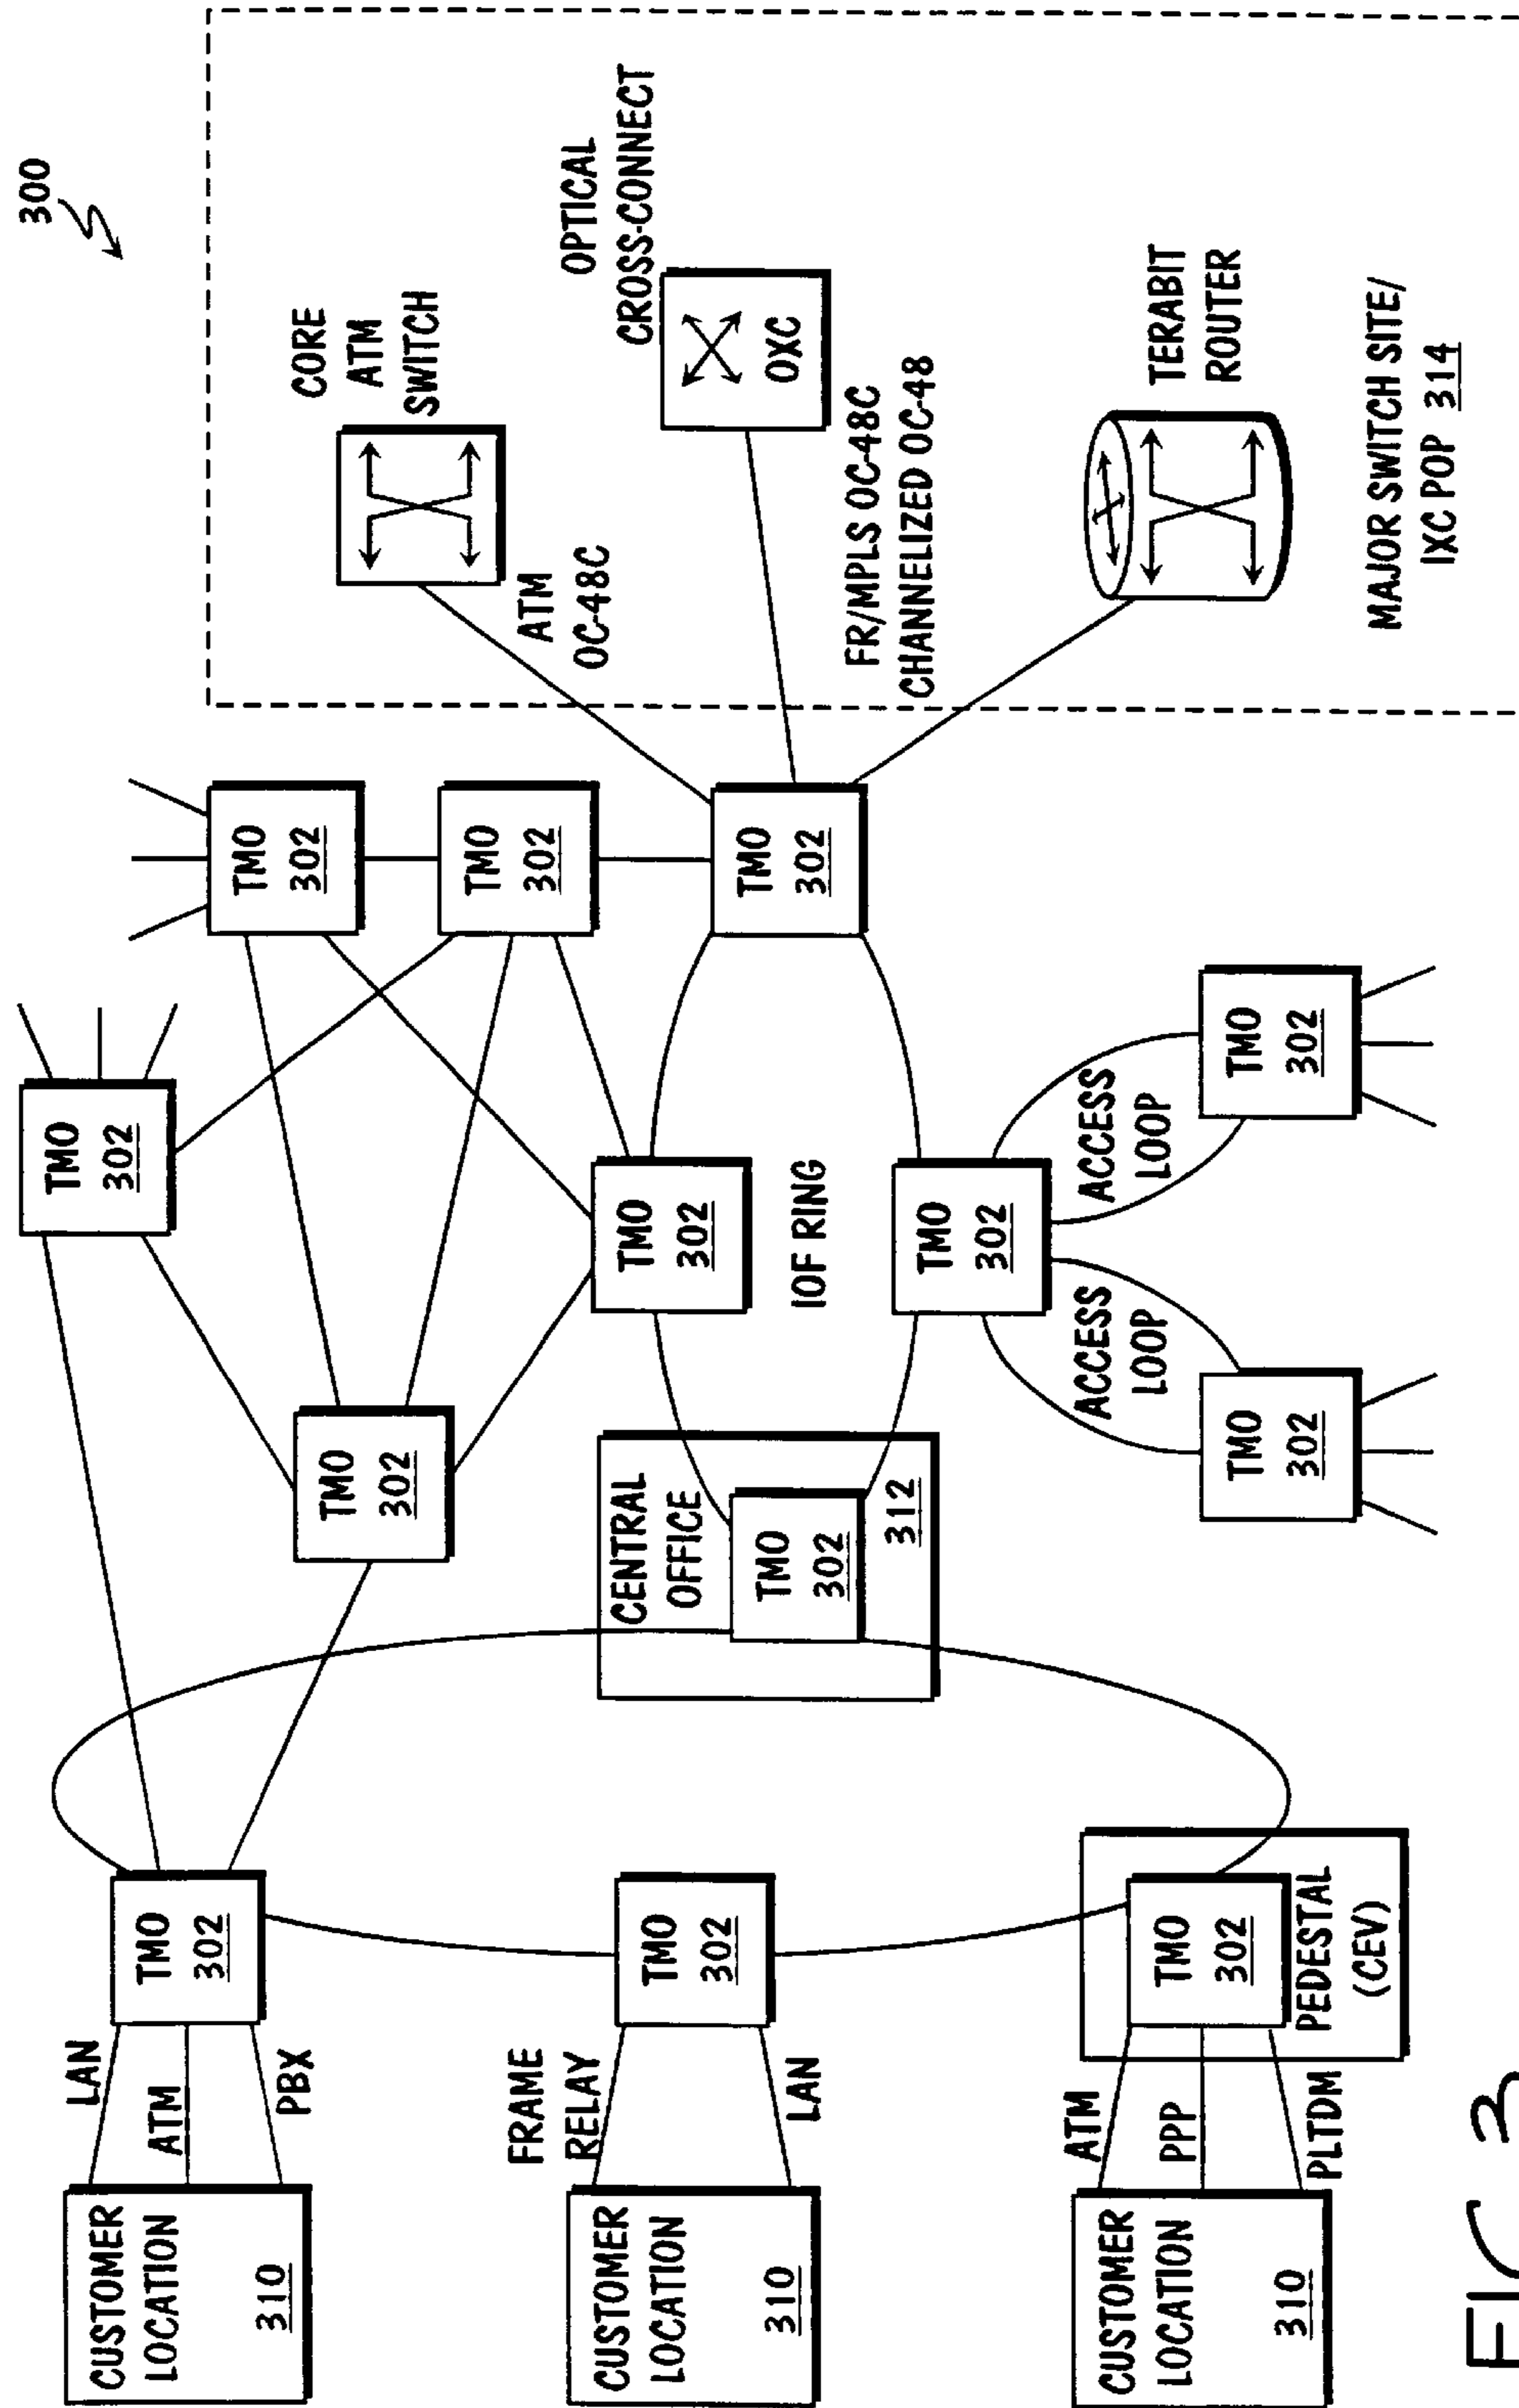 300
LAN
ATM
PBX
CUSTOMER
LOCATION
310
TMO
302
TMO
302
TMO
302
TMO
302
TMO
302
CORE
ATM
SWITCH
ATM
OC-48C
OPTICAL
CROSS-CONNECT
OXC
FRAME
RELAY
LAN
CUSTOMER
LOCATION
310
TMO
302
CENTRAL
OFFICE
TMO
302
312
TMO
302
IOF RING
TMO
302
TMO
302
FR/MPLS OC-48C
CHANNELIZED OC-48
ATM
PPP
PLTDM
CUSTOMER
LOCATION
310
TMO
302
PEDESTAL
(CEV)
ACCESS
LOOP
ACCESS
LOOP
TMO
302
TMO
302
TERABIT
ROUTER
MAJOR SWITCH SITE/
IXC POP 314